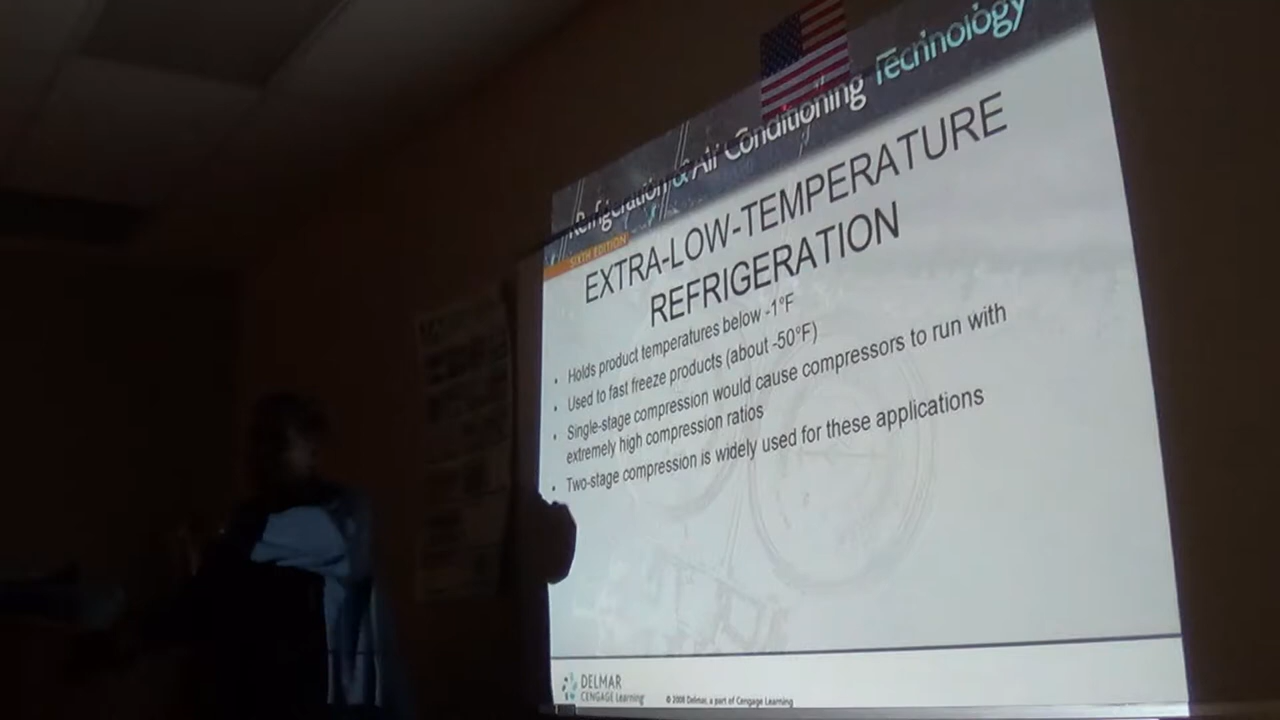 Refrigeration & Air Conditioning Technology
SIXTH EDITION
EXTRA-LOW-TEMPERATURE
REFRIGERATION
• Holds product temperatures below -1°F
• Used to fast freeze products (about -50°F)
• Single-stage compression would cause compressors to run with
extremely high compression ratios
• Two-stage compression is widely used for these applications
DELMAR
CENGAGE Learning
© 2008 Delmar, a part of Cengage Learning